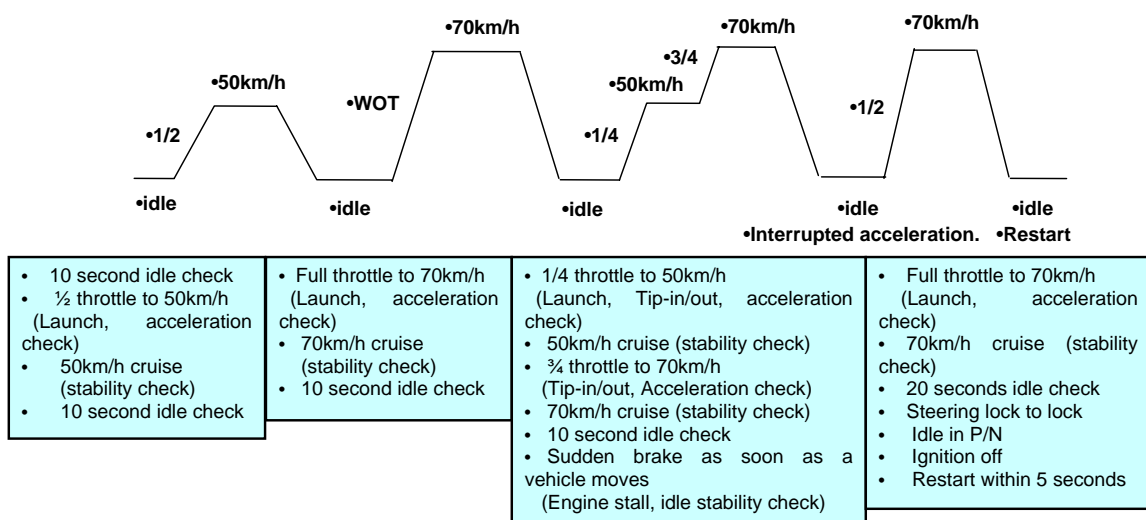 •70km/h
•70km/h
•70km/h
•3/4
•50km/h
•50km/h
•WOT
•1/2
•1/4
•1/2
•idle
•idle
•idle
•idle
•idle
•Interrupted acceleration.
•Restart
• 10 second idle check
• ½ throttle to 50km/h
(Launch, acceleration
check)
• 50km/h cruise
(stability check)
• 10 second idle check
• Full throttle to 70km/h
(Launch, acceleration
check)
• 70km/h cruise
(stability check)
• 10 second idle check
• 1/4 throttle to 50km/h
(Launch, Tip-in/out, acceleration
check)
• 50km/h cruise (stability check)
• ¾ throttle to 70km/h
(Tip-in/out, Acceleration check)
• 70km/h cruise (stability check)
• 10 second idle check
• Sudden brake as soon as a
vehicle moves
(Engine stall, idle stability check)
• Full throttle to 70km/h
(Launch, acceleration
check)
• 70km/h cruise (stability
check)
• 20 seconds idle check
• Steering lock to lock
• Idle in P/N
• Ignition off
• Restart within 5 seconds